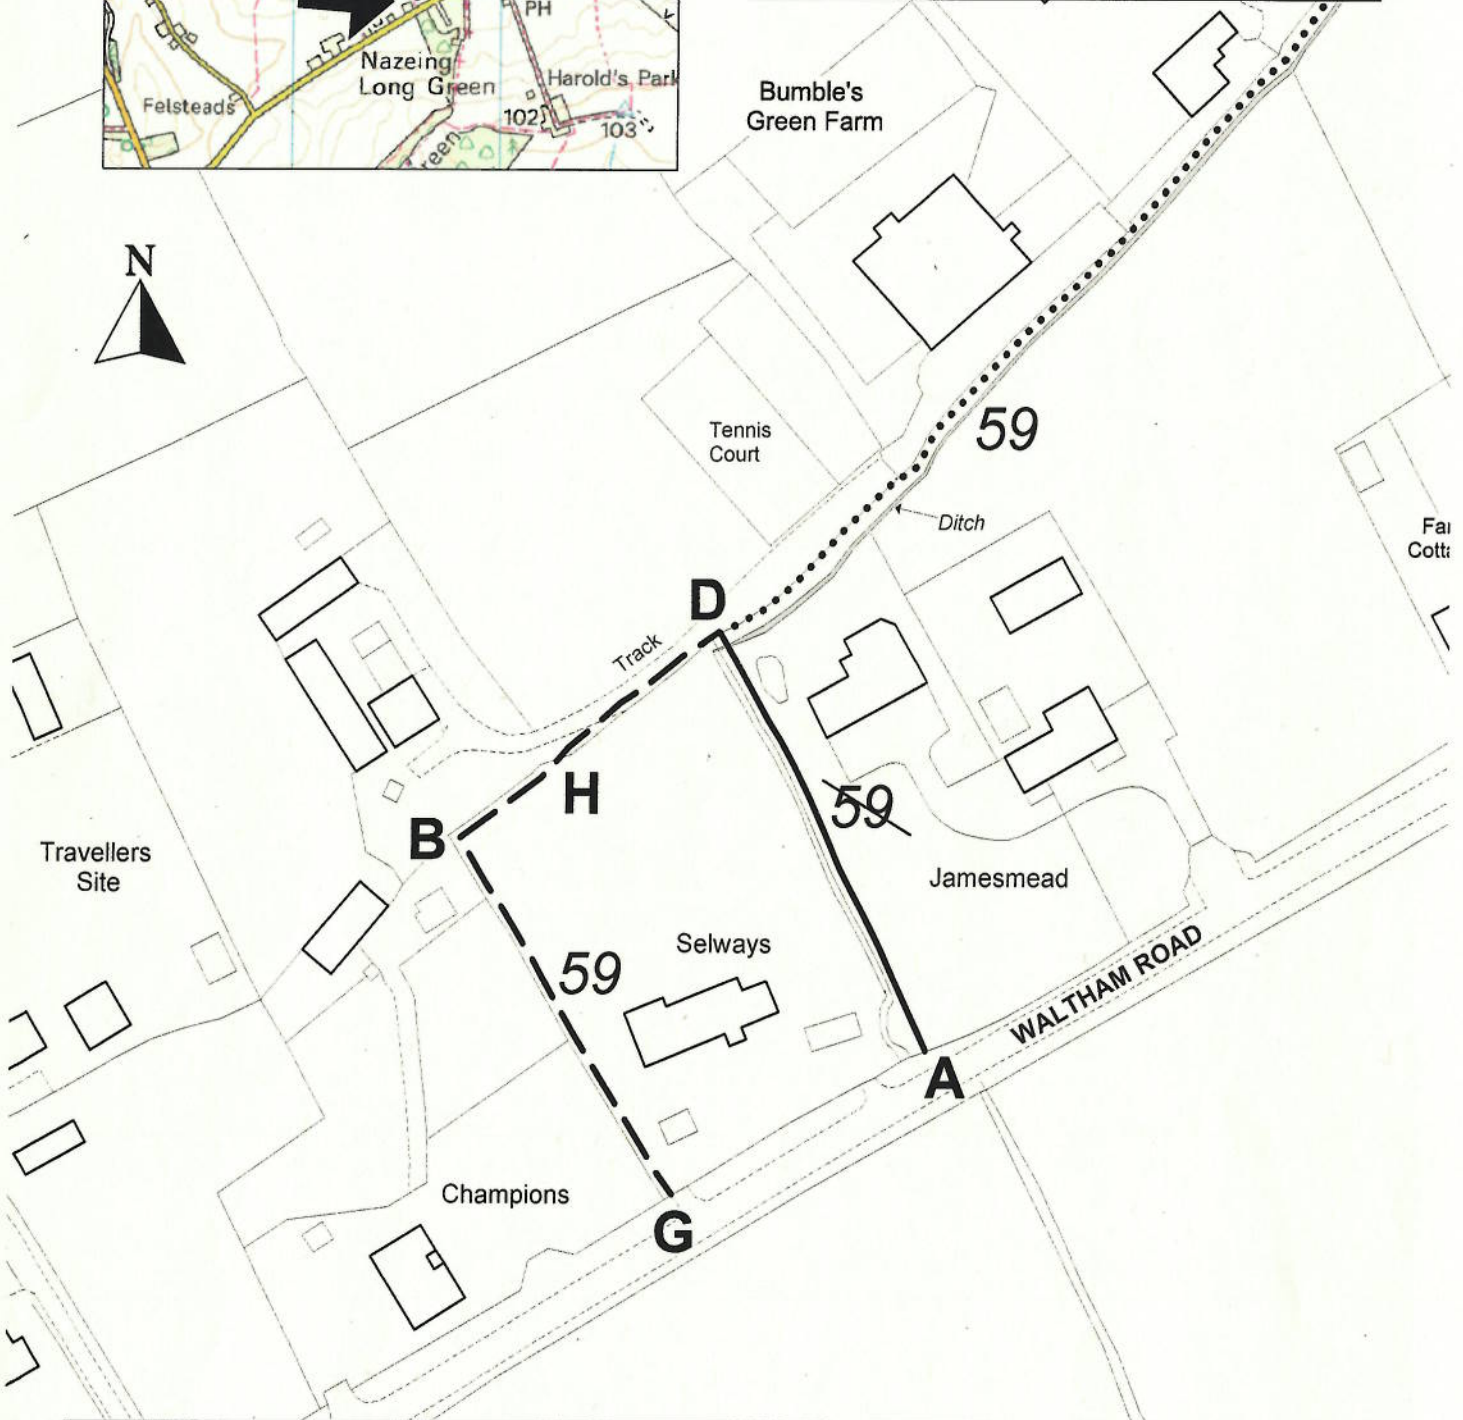 PH
Nazeing
Long Green
Harold's Park
Felsteads
102
103
reen
Bumble's
Green Farm
N
59
Tennis
Court
Ditch
D
Track
H
B
59
Travellers
Site
Jamesmead
Selways
59
WALTHAM ROAD
A
Champions
G